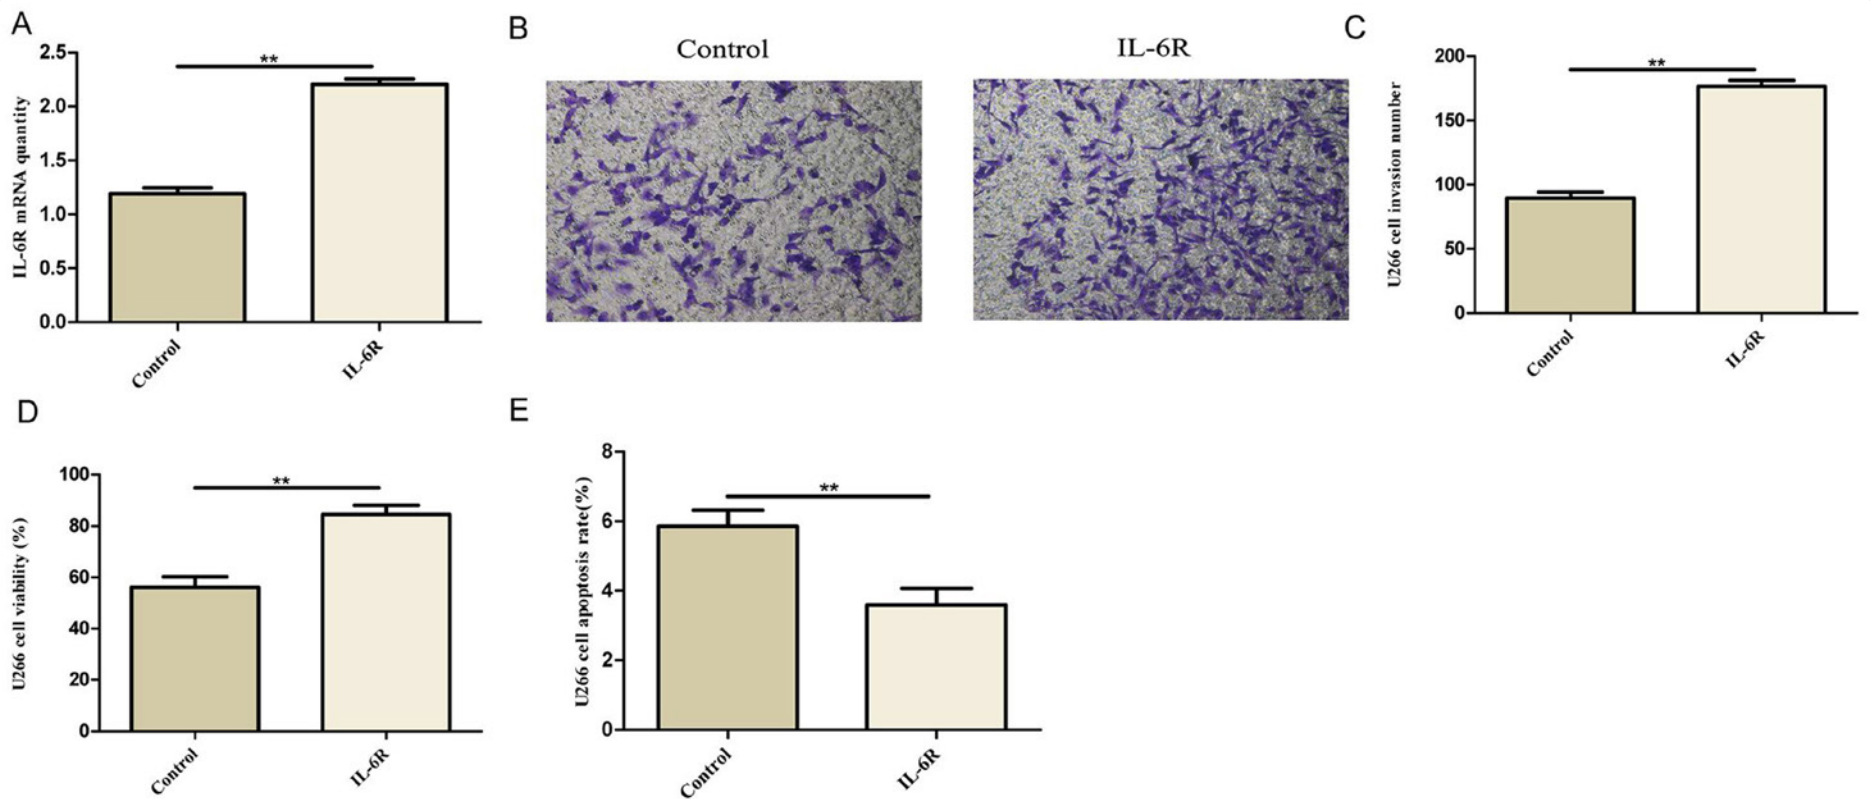 A
IL-6R mRNA quantity
2.5
2.0
1.5
1.0
0.5
0.0
**
Control
IL-6R
B
Control
IL-6R
C
U266 cell invasion number
200
150
100
50
0
**
Control
IL-6R
D
U266 cell viability (%)
100
80
60
40
20
0
**
Control
IL-6R
E
U266 cell apoptosis rate(%)
8
6
4
2
0
**
Control
IL-6R